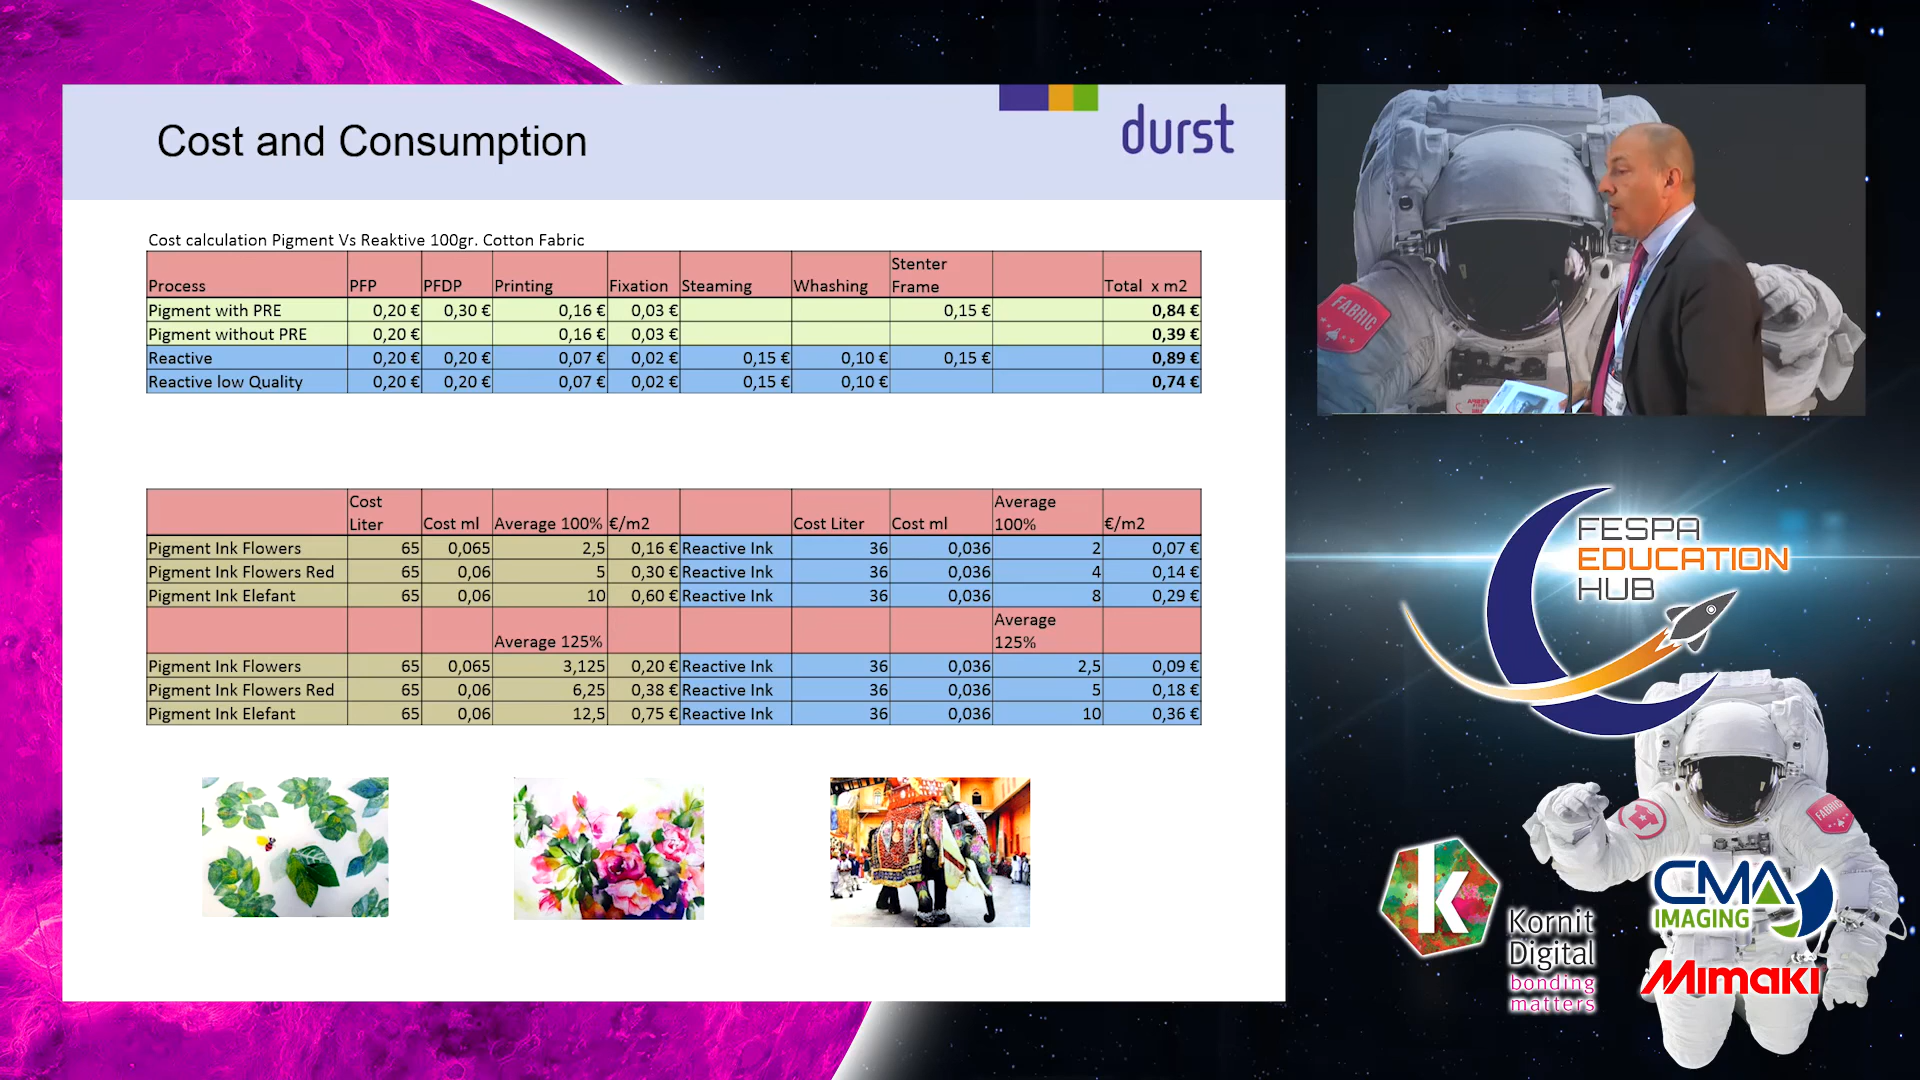 Cost and Consumption
durst
Cost calculation Pigment Vs Reaktive 100gr. Cotton Fabric
Process PFP PFDP Printing Fixation Steaming Whashing Stenter Frame Total x m2
Pigment with PRE 0,20 € 0,30 € 0,16 € 0,03 € 0,15 € 0,84 €
Pigment without PRE 0,20 € 0,16 € 0,03 € 0,39 €
Reactive 0,20 € 0,20 € 0,07 € 0,02 € 0,15 € 0,10 € 0,15 € 0,89 €
Reactive low Quality 0,20 € 0,20 € 0,07 € 0,02 € 0,15 € 0,10 € 0,74 €
Cost Liter Cost ml Average 100% €/m2 Cost Liter Cost ml Average 100% €/m2
Pigment Ink Flowers 65 0,065 2,5 0,16 € Reactive Ink 36 0,036 2 0,07 €
Pigment Ink Flowers Red 65 0,06 5 0,30 € Reactive Ink 36 0,036 4 0,14 €
Pigment Ink Elefant 65 0,06 10 0,60 € Reactive Ink 36 0,036 8 0,29 €
Average 125% Average 125%
Pigment Ink Flowers 65 0,065 3,125 0,20 € Reactive Ink 36 0,036 2,5 0,09 €
Pigment Ink Flowers Red 65 0,06 6,25 0,38 € Reactive Ink 36 0,036 5 0,18 €
Pigment Ink Elefant 65 0,06 12,5 0,75 € Reactive Ink 36 0,036 10 0,36 €
FABRIC
FESPA
EDUCATION
HUB
FABRIC
K
Kornit
Digital
bonding
matters
CMA
IMAGING
Mimaki